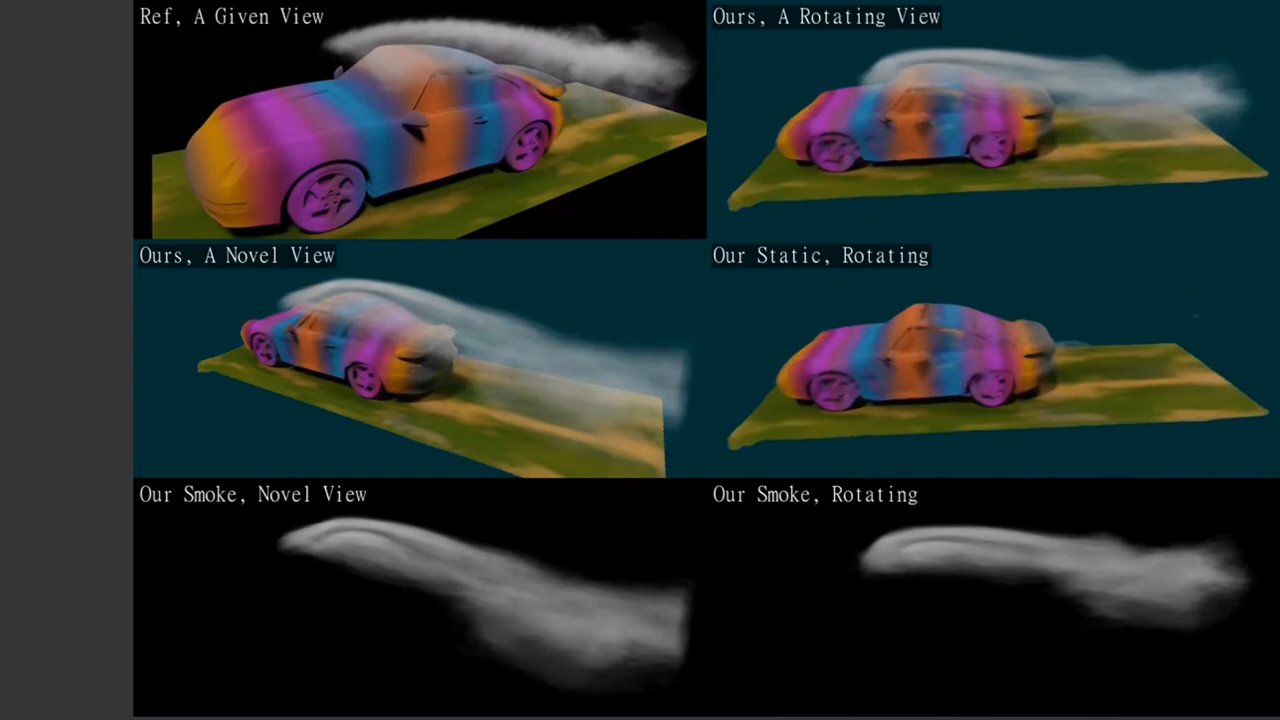 Ref, A Given View
Ours, A Rotating View
Ours, A Novel View
Our Static, Rotating
Our Smoke, Novel View
Our Smoke, Rotating